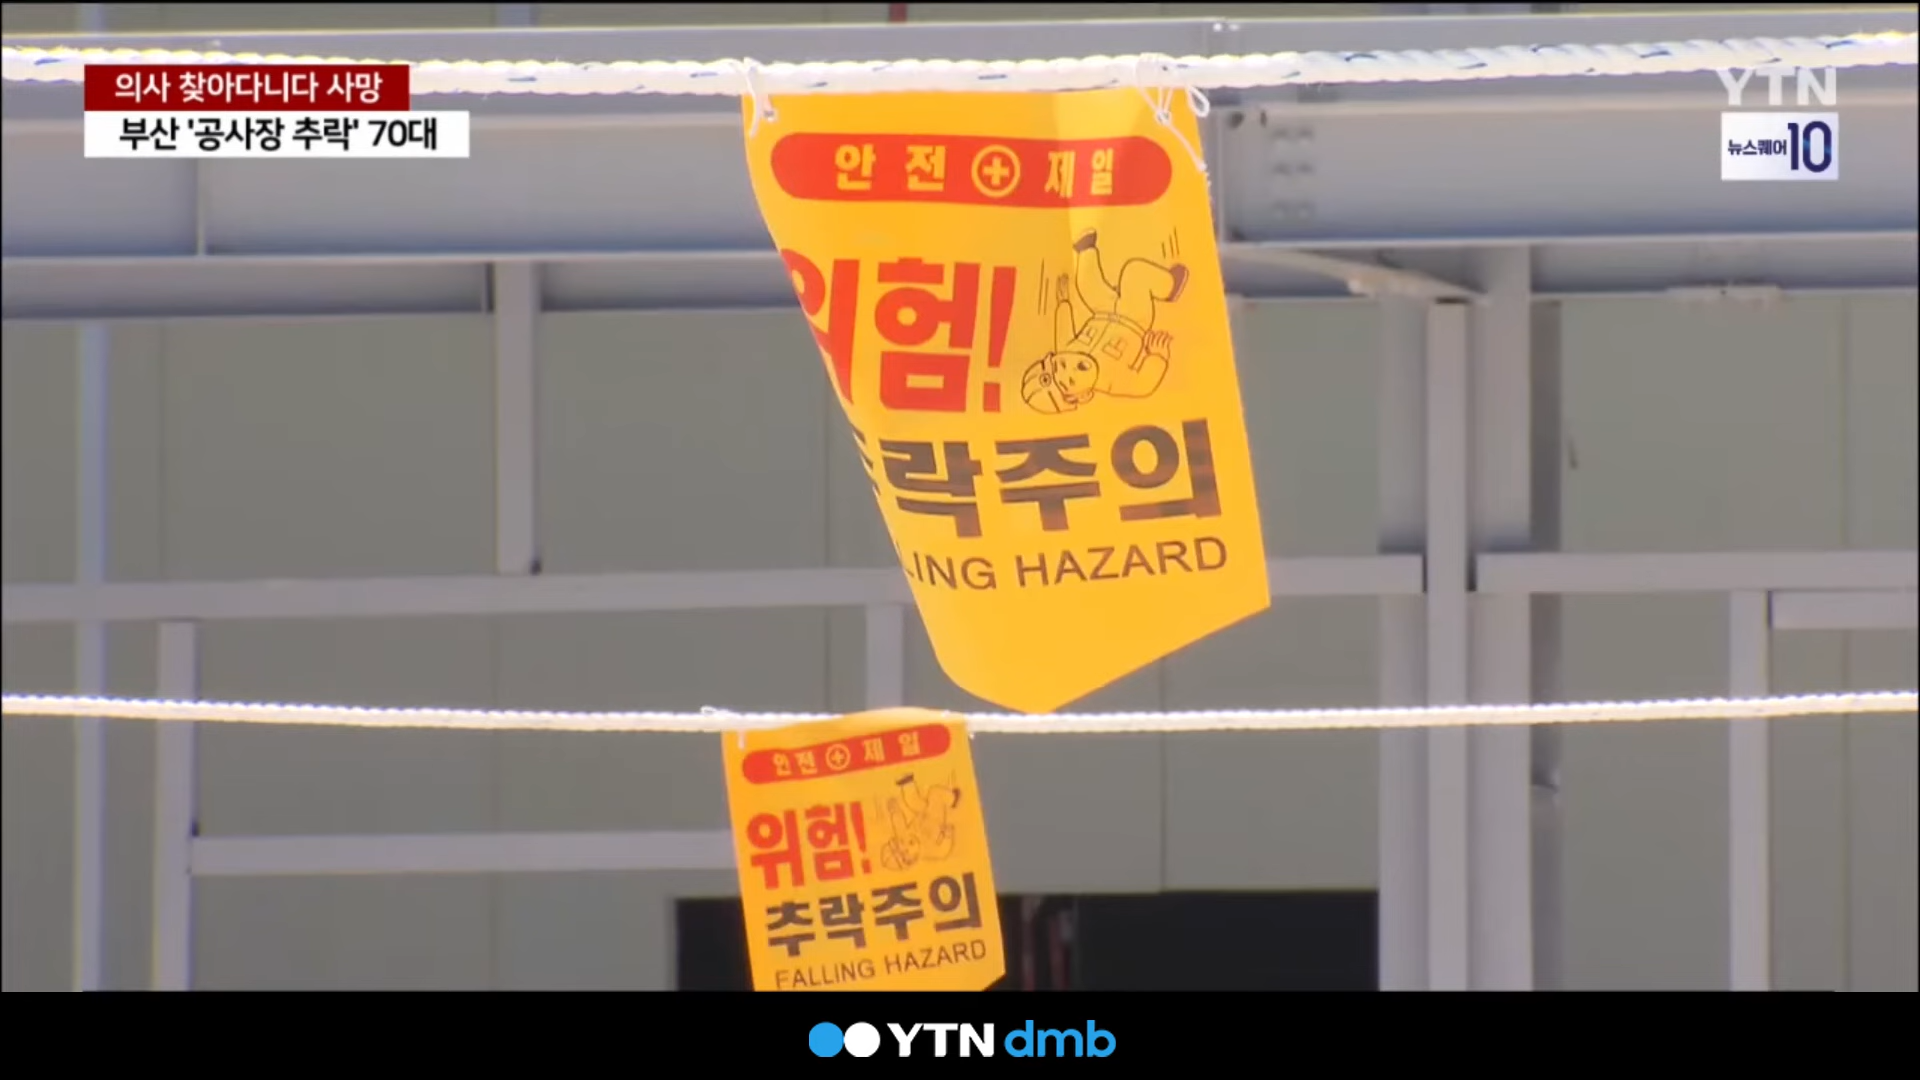 의사 찾아다니다 사망
부산 '공사장 추락' 70대
YTN
뉴스퀘어10
안전 제일
위험!
락주의
LING HAZARD
안전 제일
위험!
추락주의
FALLING HAZARD
YTN dmb